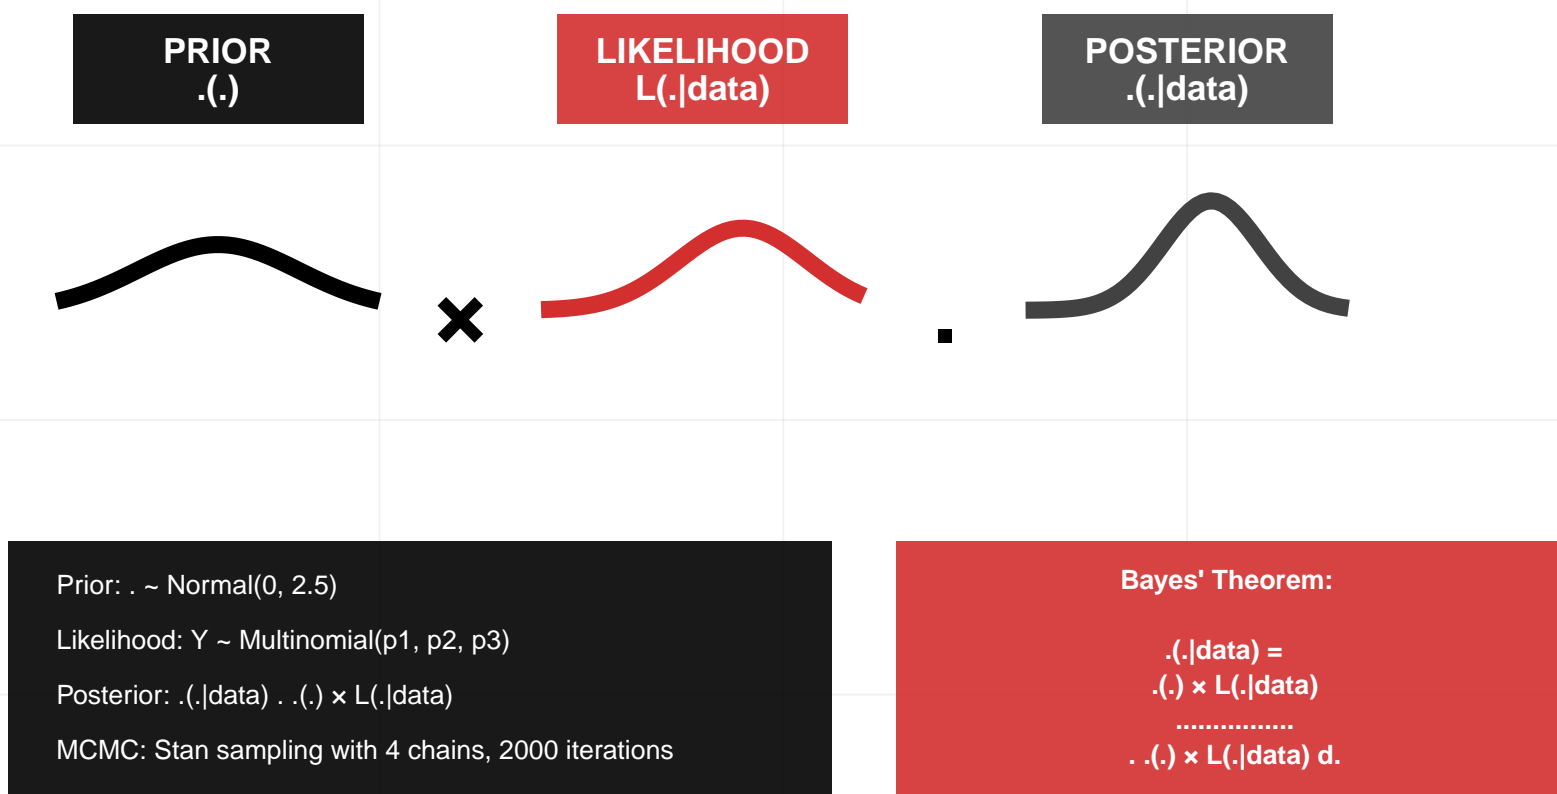 PRIOR
.(.)
LIKELIHOOD
L(.|data)
POSTERIOR
.(.|data)
×
.
Prior: . ~ Normal(0, 2.5)
Likelihood: Y ~ Multinomial(p1, p2, p3)
Posterior: .(.|data) . .(.) × L(.|data)
MCMC: Stan sampling with 4 chains, 2000 iterations
Bayes' Theorem:
.(.|data) =
.(.) × L(.|data)
................
. .(.) × L(.|data) d.